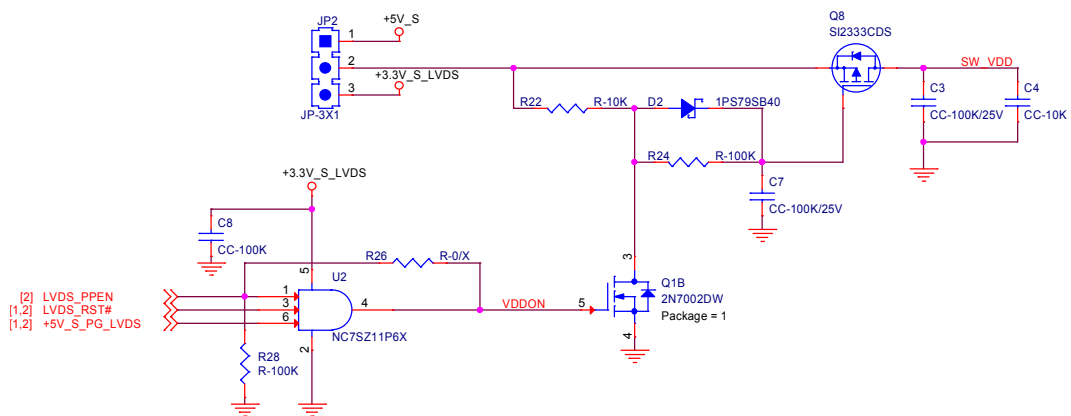 JP2
+5V_S
1
2
+3.3V_S_LVDS
3
JP-3X1
Q8
SI2333CDS
SW_VDD
C3
CC-100K/25V
C4
CC-10K
R22
R-10K
D2
1PS79SB40
R24
R-100K
C7
CC-100K/25V
+3.3V_S_LVDS
C8
CC-100K
R26
R-0/X
5
U2
[2] LVDS_PPEN
1
[1,2] LVDS_RST#
3
4
[1,2] +5V_S_PG_LVDS
6
NC7SZ11P6X
2
R28
R-100K
VDDON
5
3
Q1B
2N7002DW
Package = 1
4